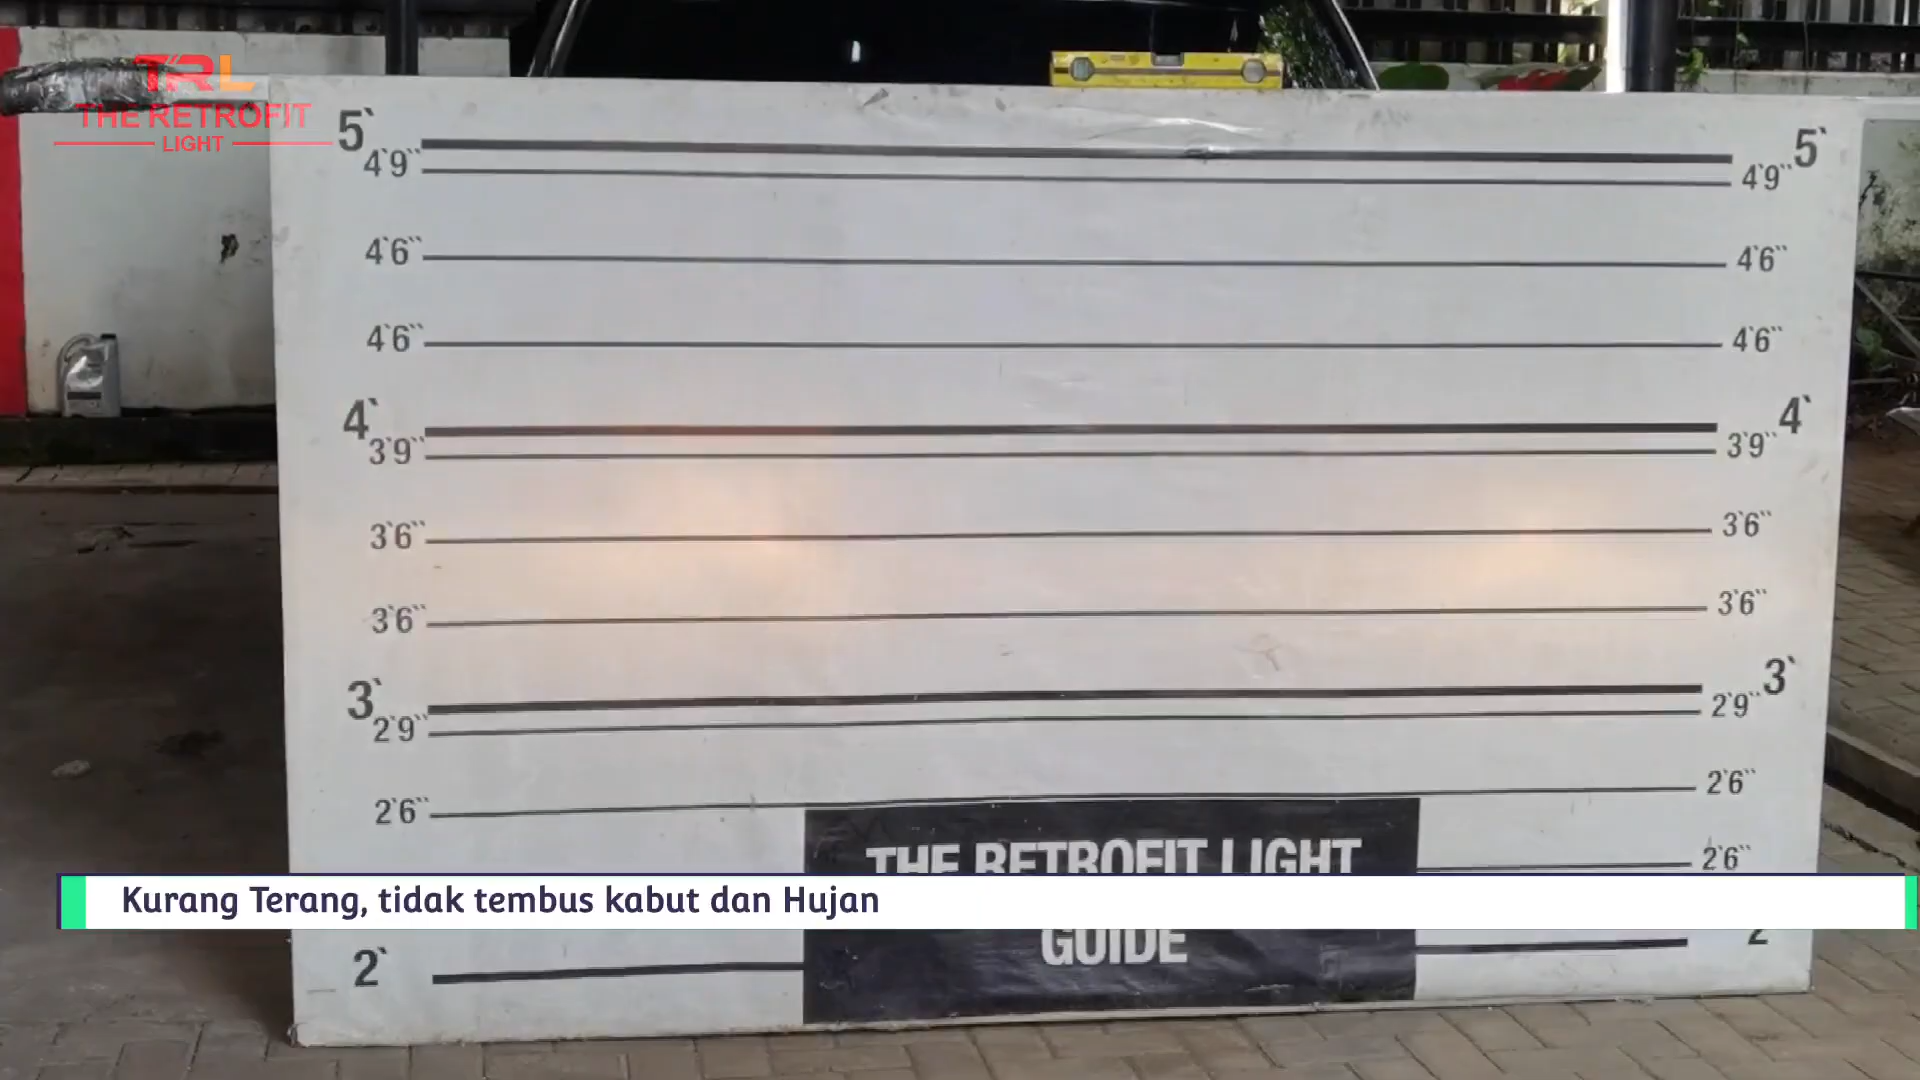 TRL
THE RETROFIT
LIGHT
5` 5`
4`9`` 4`9``
4`6`` 4`6``
4`6`` 4`6``
4` 4`
3`9`` 3`9``
3`6`` 3`6``
3`6`` 3`6``
3` 3`
2`9`` 2`9``
2`6`` 2`6``
2`6``
THE RETROFIT LIGHT
Kurang Terang, tidak tembus kabut dan Hujan
GUIDE
2` 2